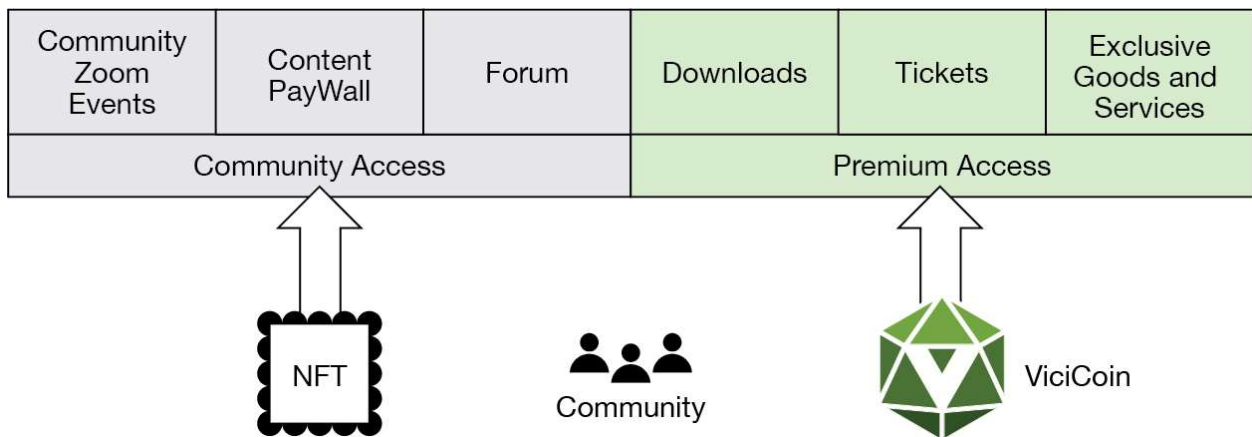 Community
Zoom
Events
Content
PayWall
Forum
Downloads
Tickets
Exclusive
Goods and
Services
Community Access
Premium Access
NFT
Community
ViciCoin